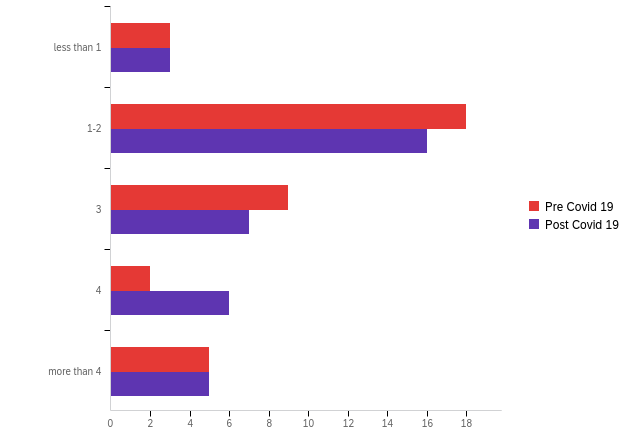 less than 1
1-2
3
4
more than 4
0 2 4 6 8 10 12 14 16 18
Pre Covid 19
Post Covid 19